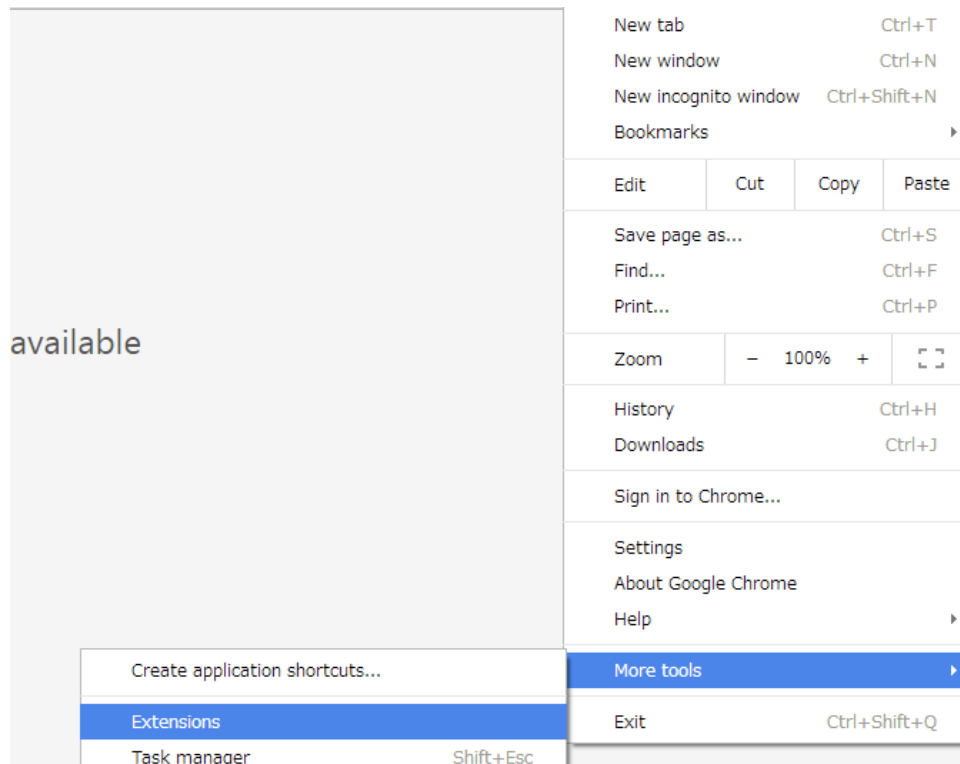 New tab Ctrl+T
New window Ctrl+N
New incognito window Ctrl+Shift+N
Bookmarks
Edit Cut Copy Paste
Save page as... Ctrl+S
Find... Ctrl+F
Print... Ctrl+P
available
Zoom − 100% +
History Ctrl+H
Downloads Ctrl+J
Sign in to Chrome...
Settings
About Google Chrome
Help
More tools
Exit Ctrl+Shift+Q
Create application shortcuts...
Extensions
Task manager Shift+Esc